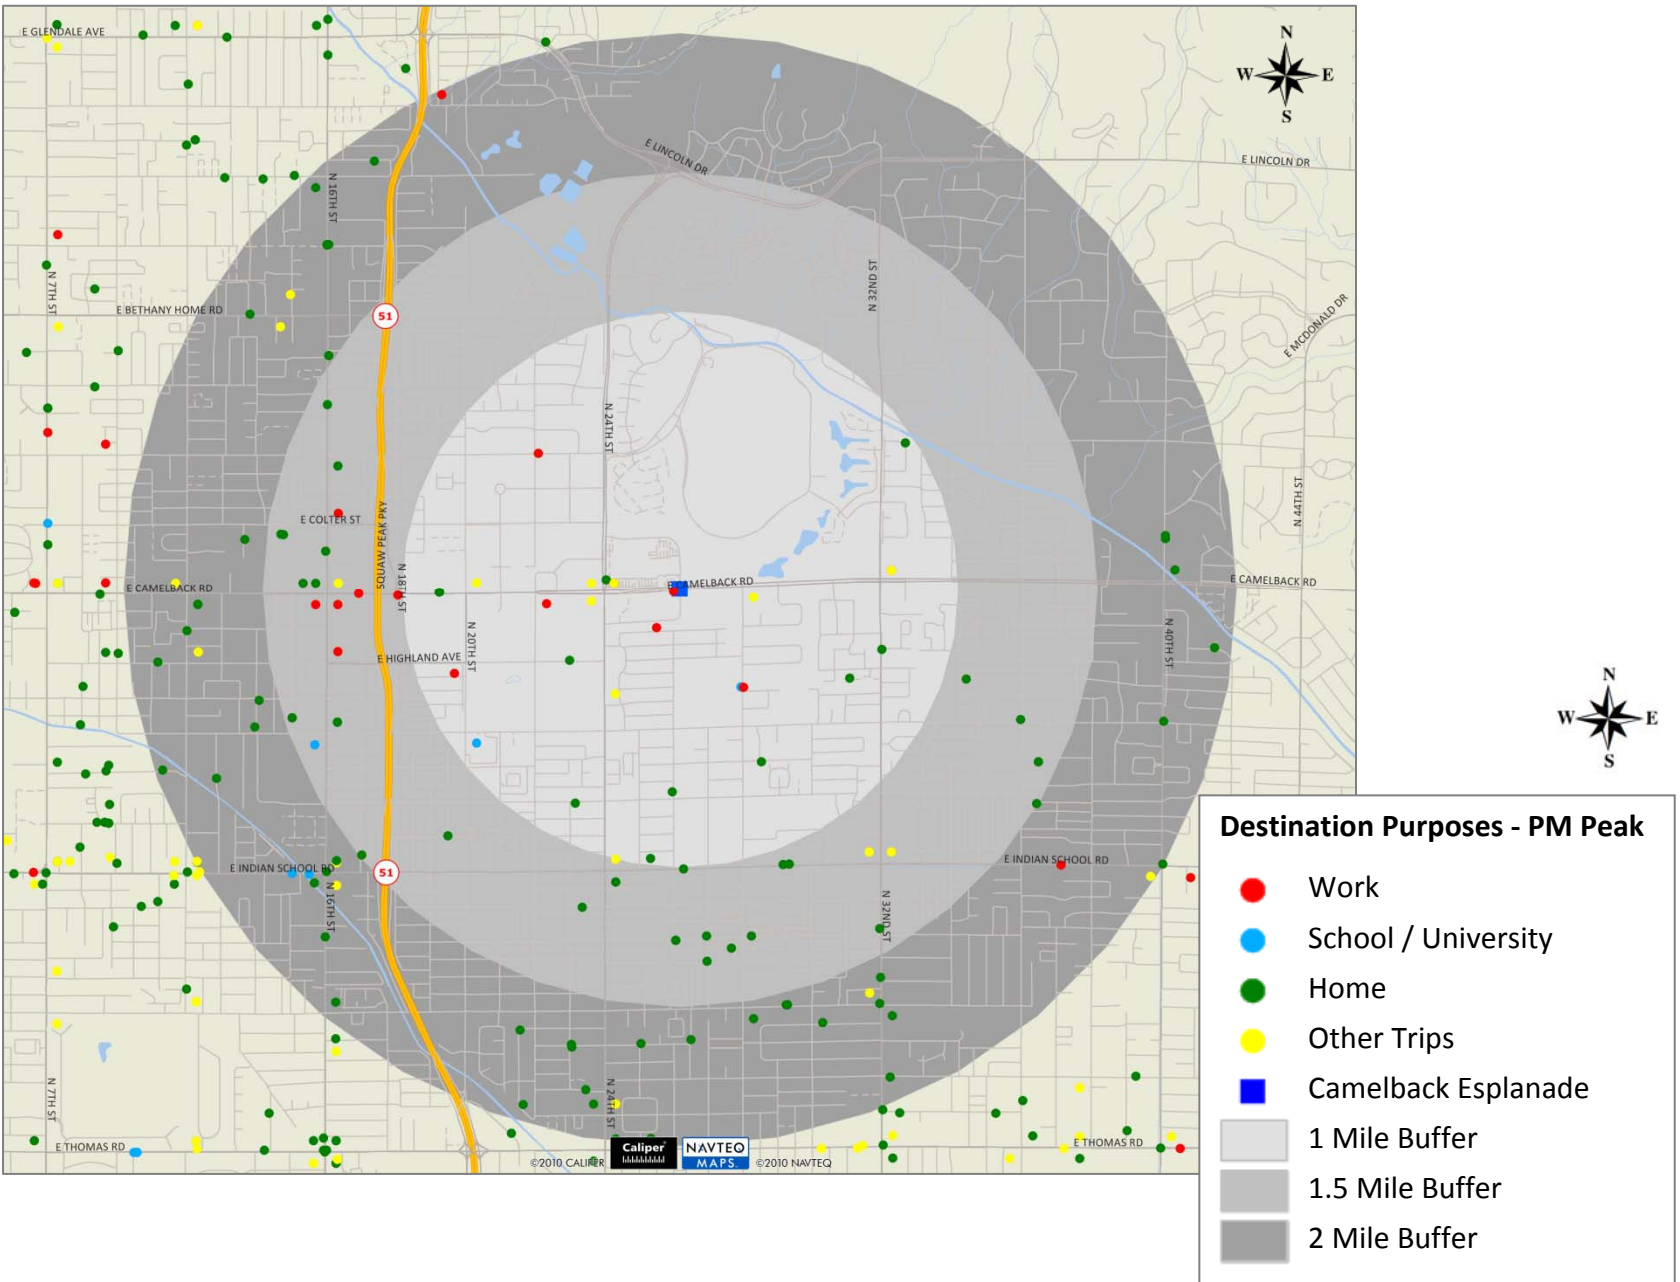 E GLENDALE AVE
N
W E
S
E LINCOLN DR
E LINCOLN DR
N 16TH ST
N 7TH ST
N 32ND ST
E BETHANY HOME RD
51
E MCDONALD DR
N 24TH ST
N 44TH ST
E COLTER ST
SQUAW PEAK PKY
N 18TH ST
E CAMELBACK RD
E CAMELBACK RD
E CAMELBACK RD
N 20TH ST
N 40TH ST
E HIGHLAND AVE
N
W E
S
E INDIAN SCHOOL RD
51
E INDIAN SCHOOL RD
N 16TH ST
N 32ND ST
N 7TH ST
N 24TH ST
E THOMAS RD
E THOMAS RD
©2010 CALIPER
Caliper
NAVTEQ
MAPS.
©2010 NAVTEQ
Destination Purposes - PM Peak
Work
School / University
Home
Other Trips
Camelback Esplanade
1 Mile Buffer
1.5 Mile Buffer
2 Mile Buffer